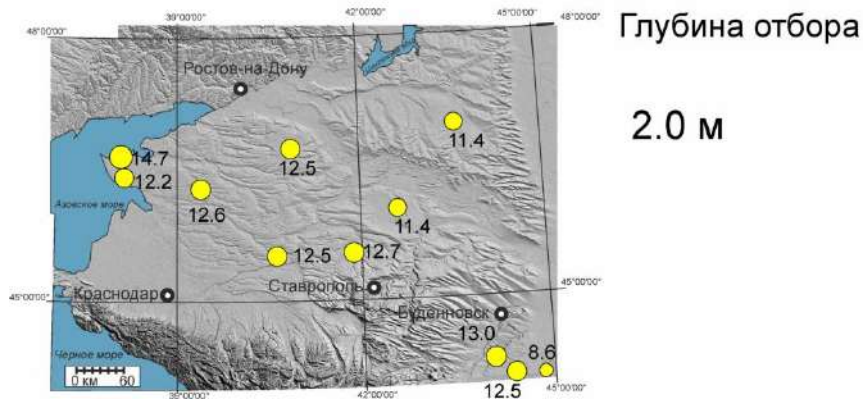 39°00'00"
42°00'00"
45°00'00"
48°00'00"
48°00'00"
Глубина отбора
2.0 м
Ростов-на-Дону
11.4
14.7
12.5
12.2
12.6
Азовское море
11.4
12.5
12.7
Ставрополь
45°00'00"
45°00'00"
Краснодар
Буденновск
13.0
8.6
Черное море
0 км 60
12.5
39°00'00"
42°00'00"
45°00'00"